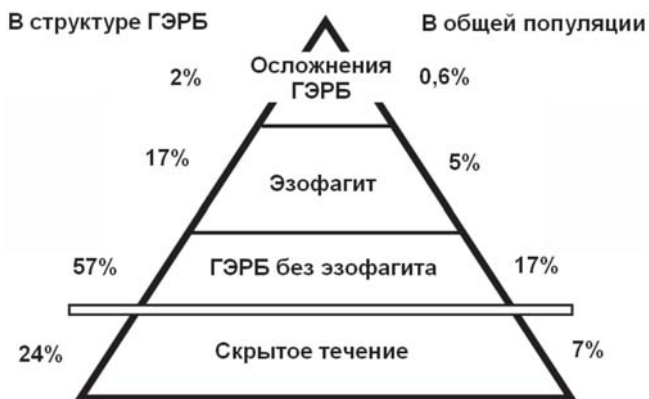 В структуре ГЭРБ
В общей популяции
Осложнения
ГЭРБ
2%
0,6%
17%
Эзофагит
5%
57%
ГЭРБ без эзофагита
17%
24%
Скрытое течение
7%